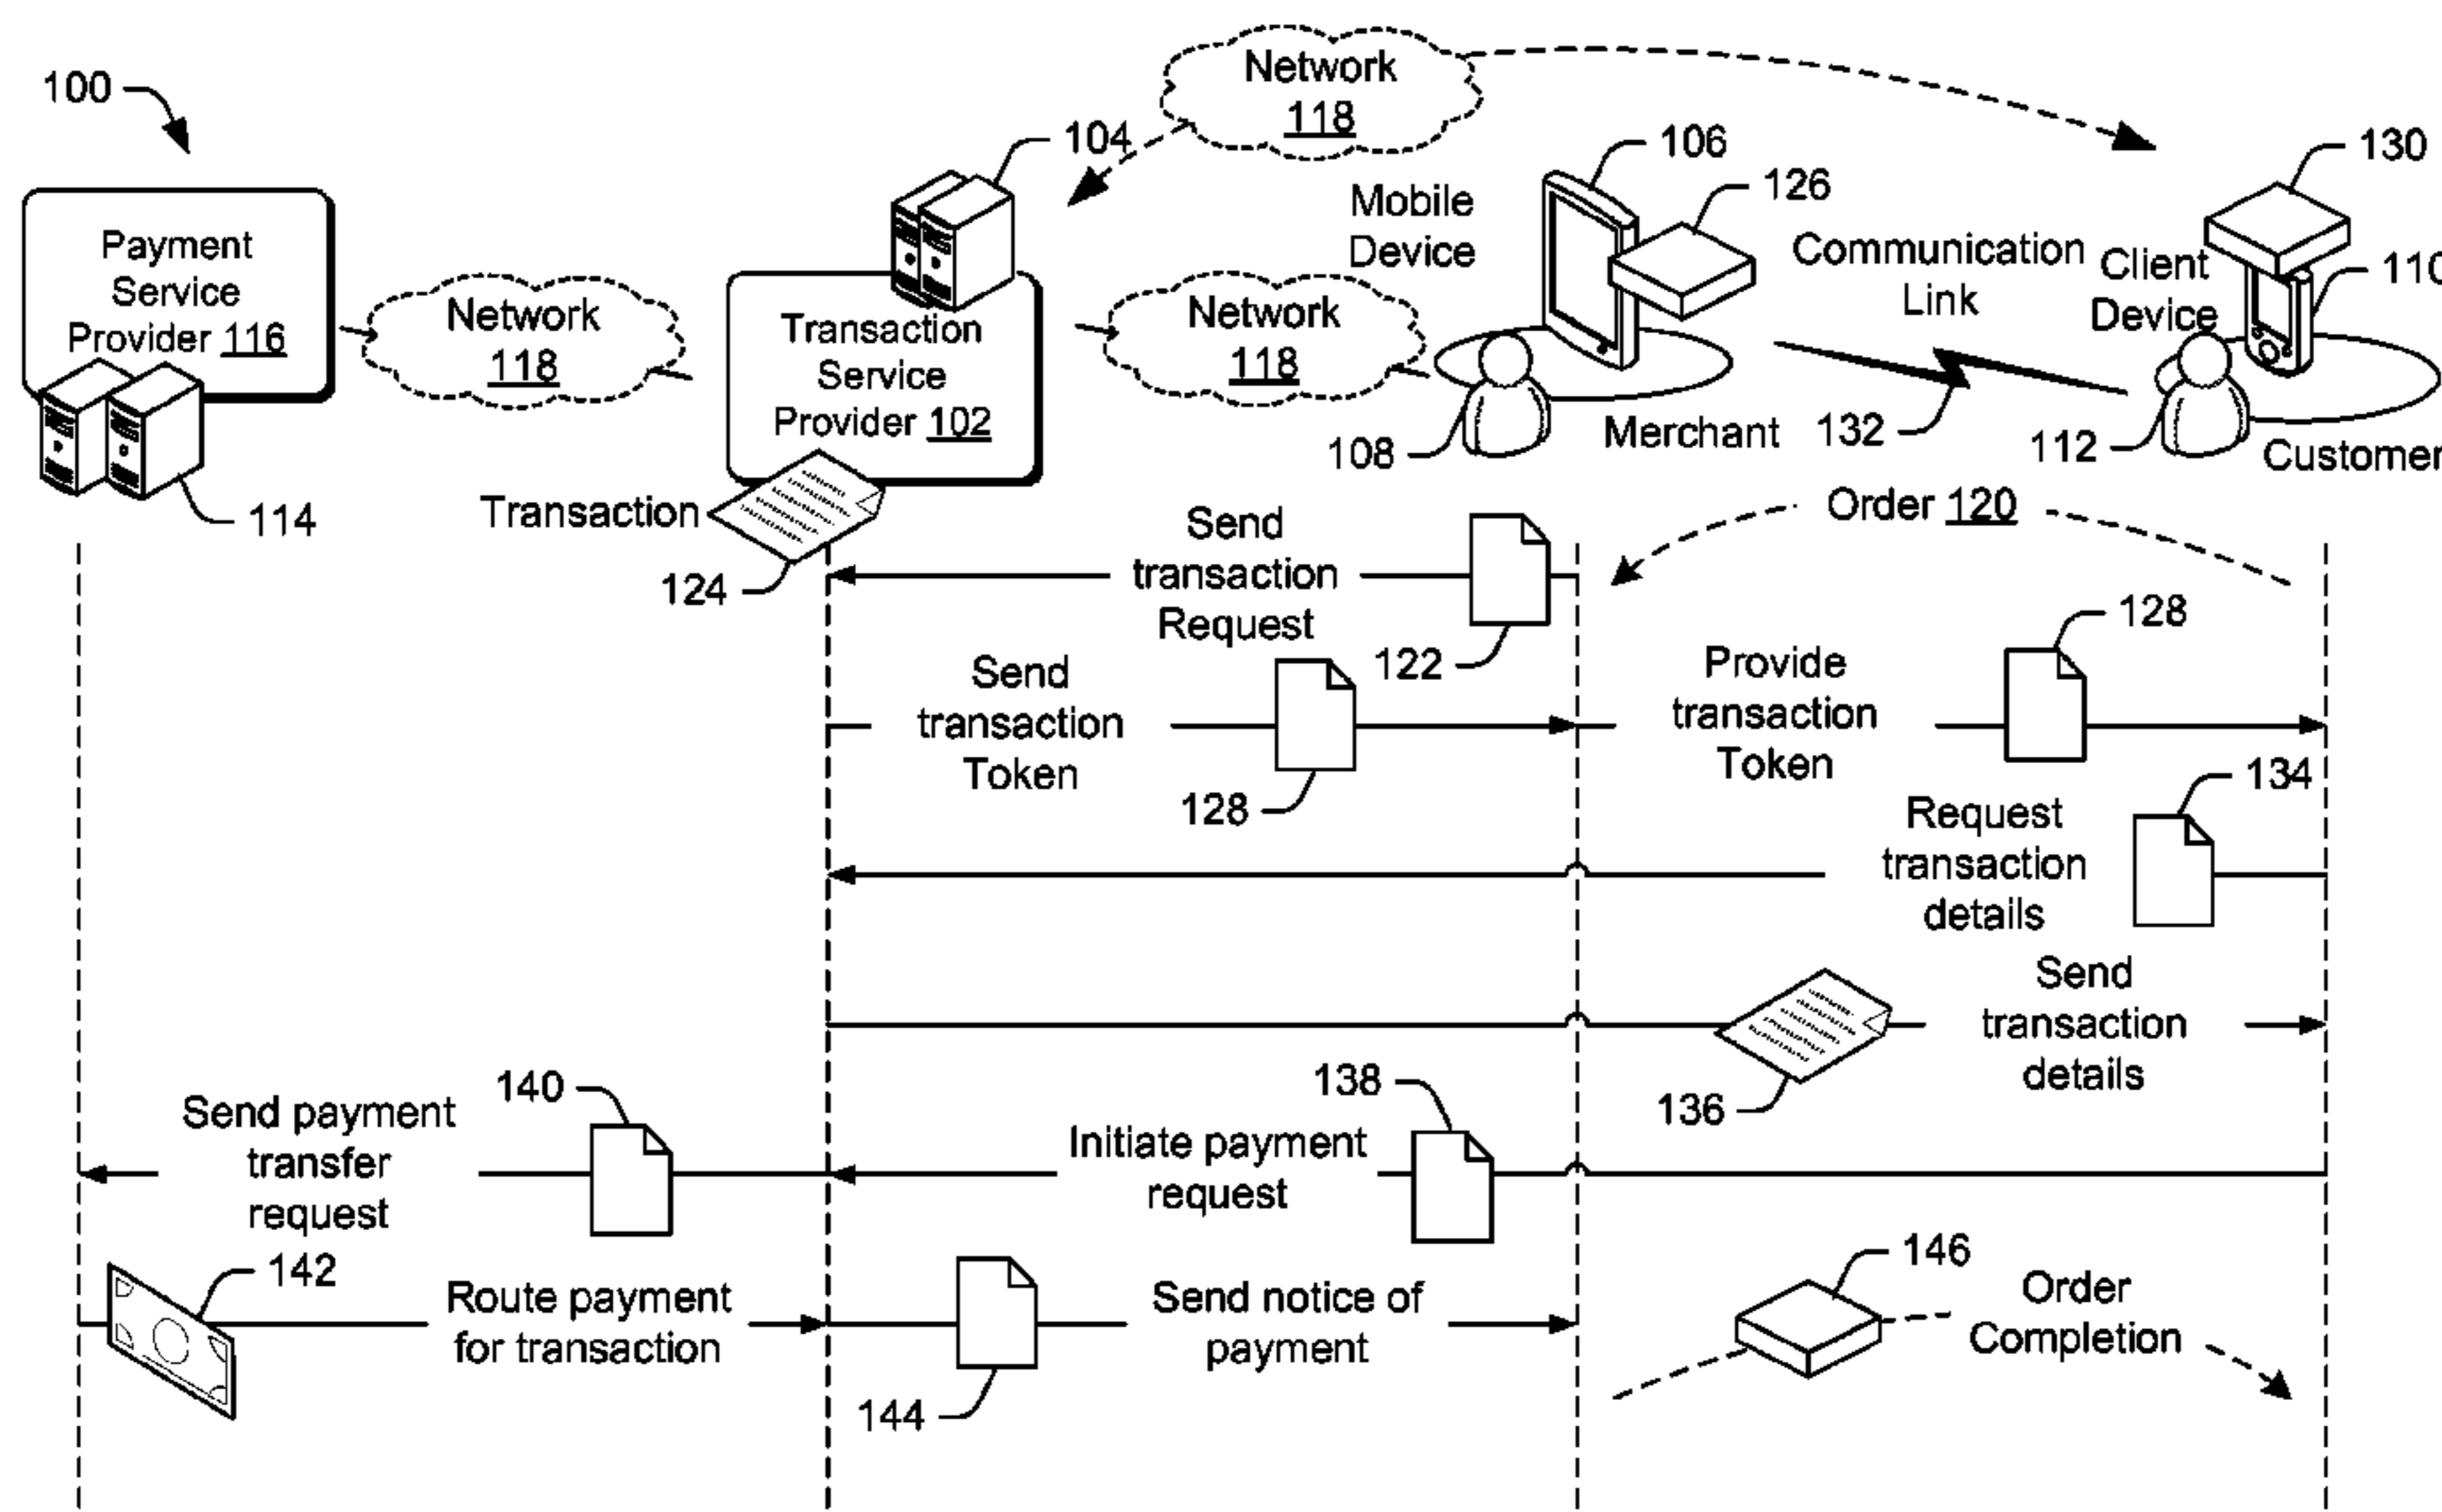 100
Network
118
104
106
126
130
Payment
Service
Provider 116
Network
118
Transaction
Service
Provider 102
Network
118
Mobile
Device
Communication
Link
Client
Device
110
114
108
Merchant
132
112
Customer
Transaction
124
Send
transaction
Request
122
Order 120
Send
transaction
Token
128
Provide
transaction
Token
128
Request
transaction
details
134
Send
transaction
details
136
Send payment
transfer
request
140
Initiate payment
request
138
142
Route payment
for transaction
144
Send notice of
payment
146
Order
Completion